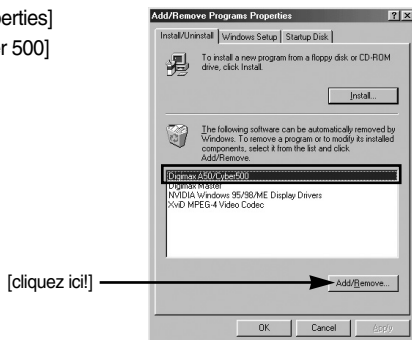 perties]
r 500]
Add/Remove Programs Properties
Install/Uninstall Windows Setup Startup Disk
To install a new program from a floppy disk or CD-ROM
drive, click Install.
Install...
The following software can be automatically removed by
Windows. To remove a program or to modify its installed
components, select it from the list and click
Add/Remove.
Digimax A50/Cyber500
Digimax Master
NVIDIA Windows 95/98/ME Display Drivers
XviD MPEG-4 Video Codec
[cliquez ici!]
Add/Remove...
OK Cancel Apply